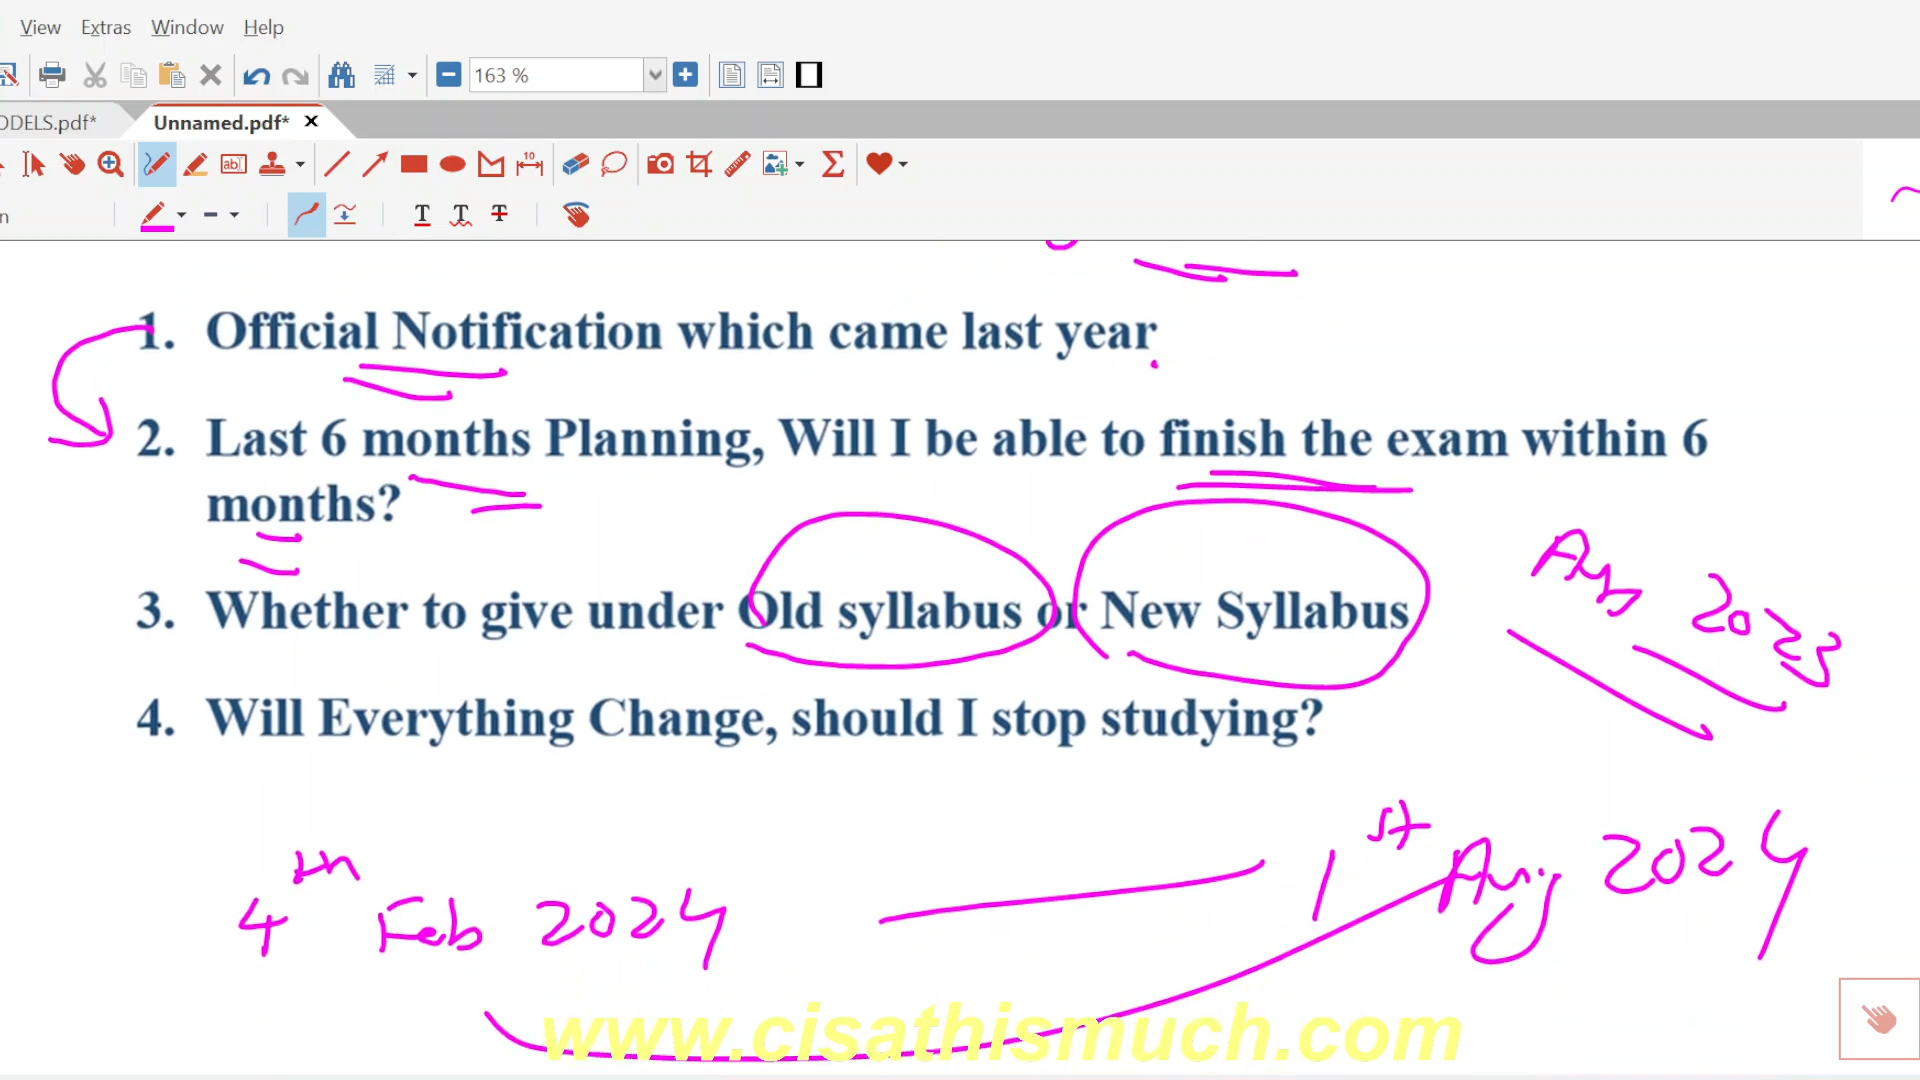 View Extras Window Help
163 %
ODELS.pdf* Unnamed.pdf*
1. Official Notification which came last year
2. Last 6 months Planning, Will I be able to finish the exam within 6
months?
3. Whether to give under Old syllabus or New Syllabus
2023
4. Will Everything Change, should I stop studying?
4th Feb 2024 1st Aug 2024
www.cisathismuch.com